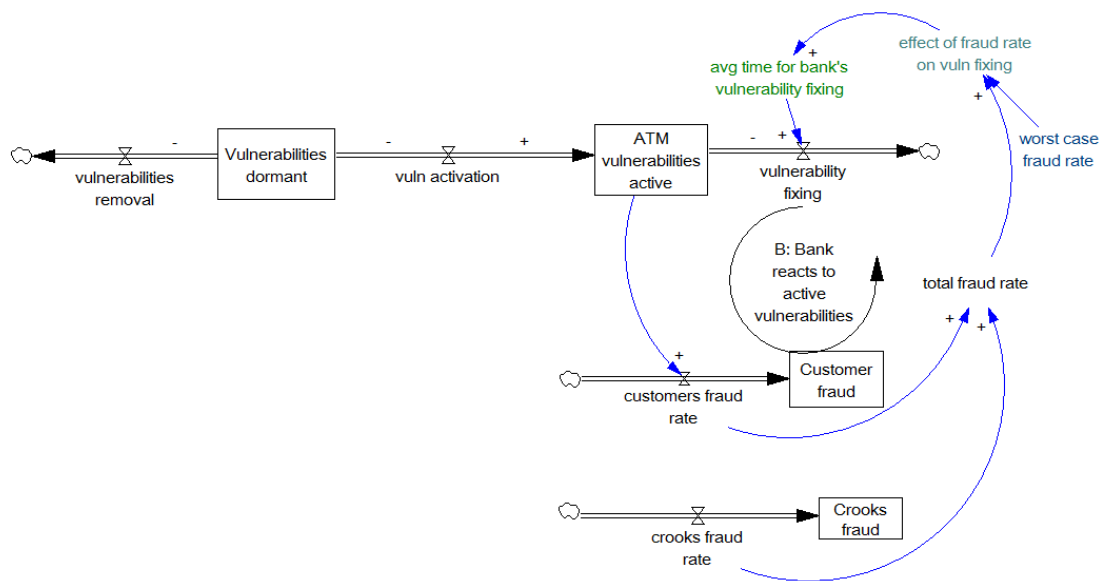 effect of fraud rate
on vuln fixing
+
avg time for bank's
vulnerability fixing
+
worst case
fraud rate
-
Vulnerabilities
dormant
-
+
ATM
vulnerabilities
active
-
+
vulnerabilities
removal
vuln activation
vulnerability
fixing
B: Bank
reacts to
active
vulnerabilities
total fraud rate
+
+
+
Customer
fraud
customers fraud
rate
Crooks
fraud
crooks fraud
rate